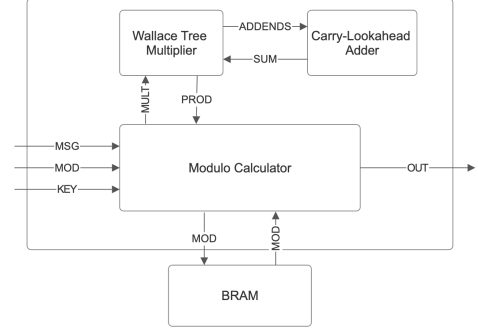 Wallace Tree
Multiplier
ADDENDS
SUM
Carry-Lookahead
Adder
MULT
PROD
MSG
MOD
KEY
Modulo Calculator
OUT
MOD
MOD
BRAM